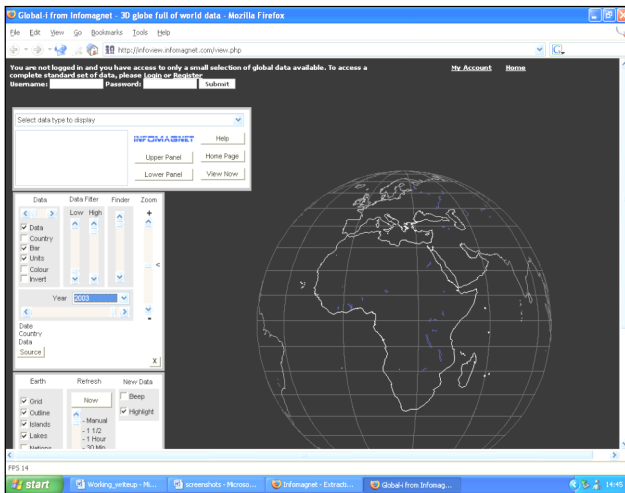 Global-i from Infomagnet - 3D globe full of world data - Mozilla Firefox
File Edit View Go Bookmarks Tools Help
http://infoview.infomagnet.com/view.php
You are not logged in and you have access to only a small selection of global data available. To access a
complete standard set of data, please Login or Register
My Account Home
Username: Password: Submit
Select data type to display
INFOMAGNET Help
Upper Panel Home Page
Lower Panel View Now
Data Data Filter Finder Zoom
Low High +
Data
Country
Bar
Units <
Colour
Invert
Year 2003
-
Date
Country
Data
Source
X
Earth Refresh New Data
Now Beep
Grid Highlight
Outline - Manual
Islands - 1 1/2
Lakes - 1 Hour
Nations - 30 Min
FPS 14
start Working_writeup - Mi... screenshots - Microso... Infomagnet - Extracti... Global-i from Infomag... 14:45